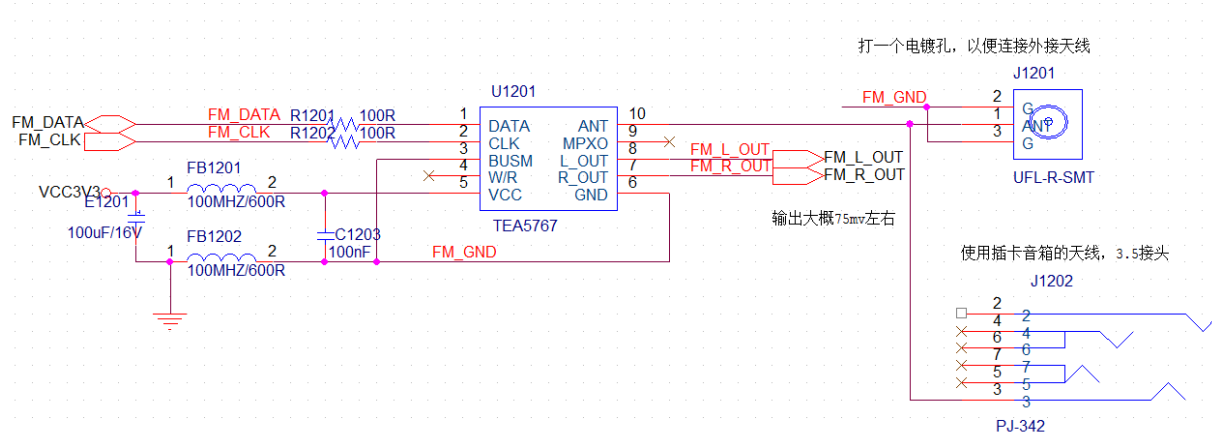 打一个电镀孔, 以便连接外接天线
J1201
U1201
FM_GND
2
G
FM_DATA
FM_DATA
R1201
100R
1
DATA
ANT
10
1
ANT
FM_CLK
FM_CLK
R1202
100R
2
CLK
MPXO
9
3
G
3
BUSM
L_OUT
8
FM_L_OUT
FM_L_OUT
4
W/R
R_OUT
7
FM_R_OUT
FM_R_OUT
UFL-R-SMT
FB1201
VCC3V3
1
2
5
VCC
GND
6
E1201
100MHZ/600R
TEA5767
输出大概75mv左右
100uF/16V
FB1202
C1203
100nF
1
2
FM_GND
100MHZ/600R
使用插卡音箱的天线, 3.5接头
J1202
2
2
4
4
6
6
7
7
5
5
3
3
PJ-342